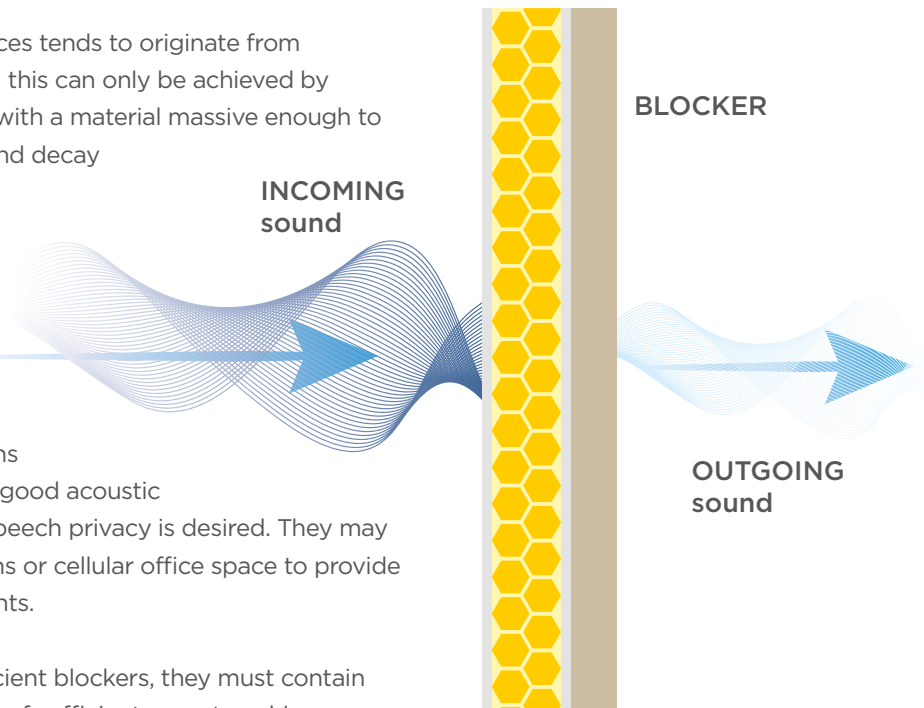 ces tends to originate from
this can only be achieved by
with a material massive enough to
nd decay
BLOCKER
INCOMING
sound
ns
good acoustic
peech privacy is desired. They may
ns or cellular office space to provide
nts.
OUTGOING
sound
cient blockers, they must contain